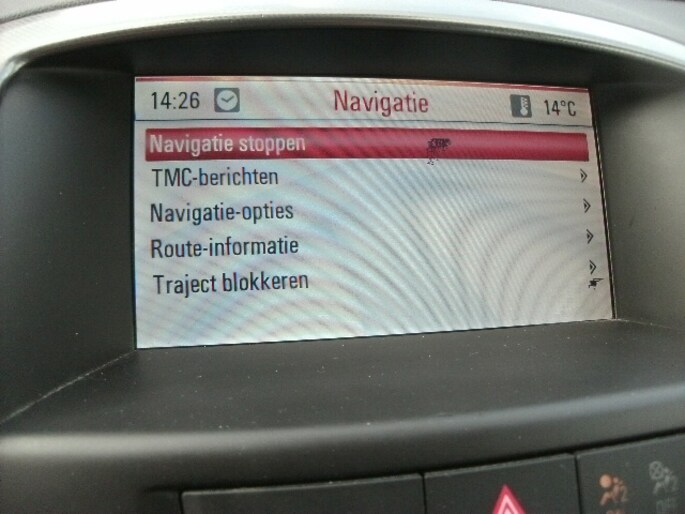 14:26 Navigatie 14°C
Navigatie stoppen
TMC-berichten
Navigatie-opties
Route-informatie
Traject blokkeren